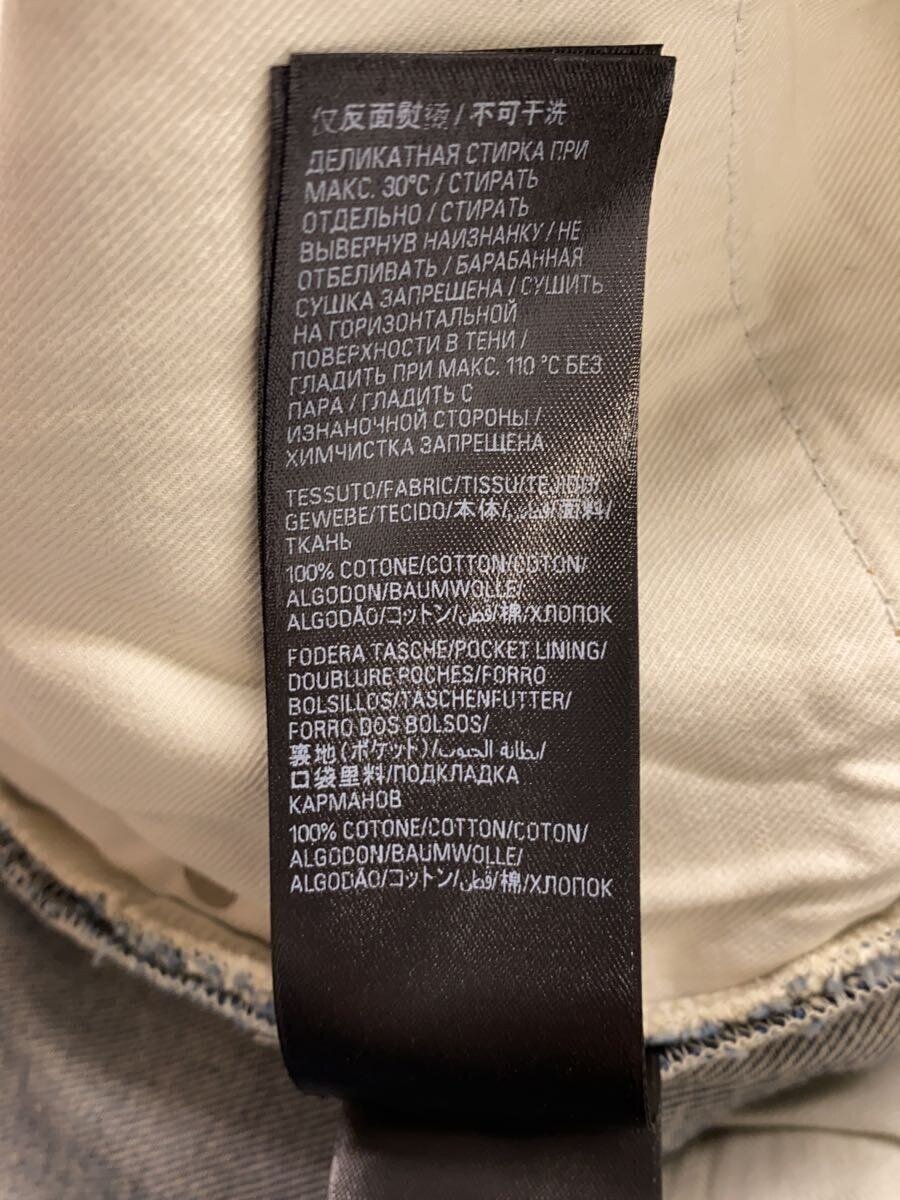 仅反面熨烫 / 不可干洗
ДЕЛИКАТНАЯ СТИРКА ПРИ
МАКС. 30°C / СТИРАТЬ
ОТДЕЛЬНО / СТИРАТЬ
ВЫВЕРНУВ НАИЗНАНКУ / НЕ
ОТБЕЛИВАТЬ / БАРАБАННАЯ
СУШКА ЗАПРЕЩЕНА / СУШИТЬ
НА ГОРИЗОНТАЛЬНОЙ
ПОВЕРХНОСТИ В ТЕНИ /
ГЛАДИТЬ ПРИ МАКС. 110 °C БЕЗ
ПАРА / ГЛАДИТЬ С
ИЗНАНОЧНОЙ СТОРОНЫ /
ХИМЧИСТКА ЗАПРЕЩЕНА
TESSUTO/FABRIC/TISSU/TEJIDO/
GEWEBE/TECIDO/本体/قماش/面料/
ТКАНЬ
100% COTONE/COTTON/COTON/
ALGODON/BAUMWOLLE/
ALGODÃO/コットン/قطن/棉/ХЛОПОК
FODERA TASCHE/POCKET LINING/
DOUBLURE POCHES/FORRO
BOLSILLOS/TASCHENFUTTER/
FORRO DOS BOLSOS/
裏地(ポケット)/بطانة الجيوب/
口袋里料/ПОДКЛАДКА
КАРМАНОВ
100% COTONE/COTTON/COTON/
ALGODON/BAUMWOLLE/
ALGODÃO/コットン/قطن/棉/ХЛОПОК